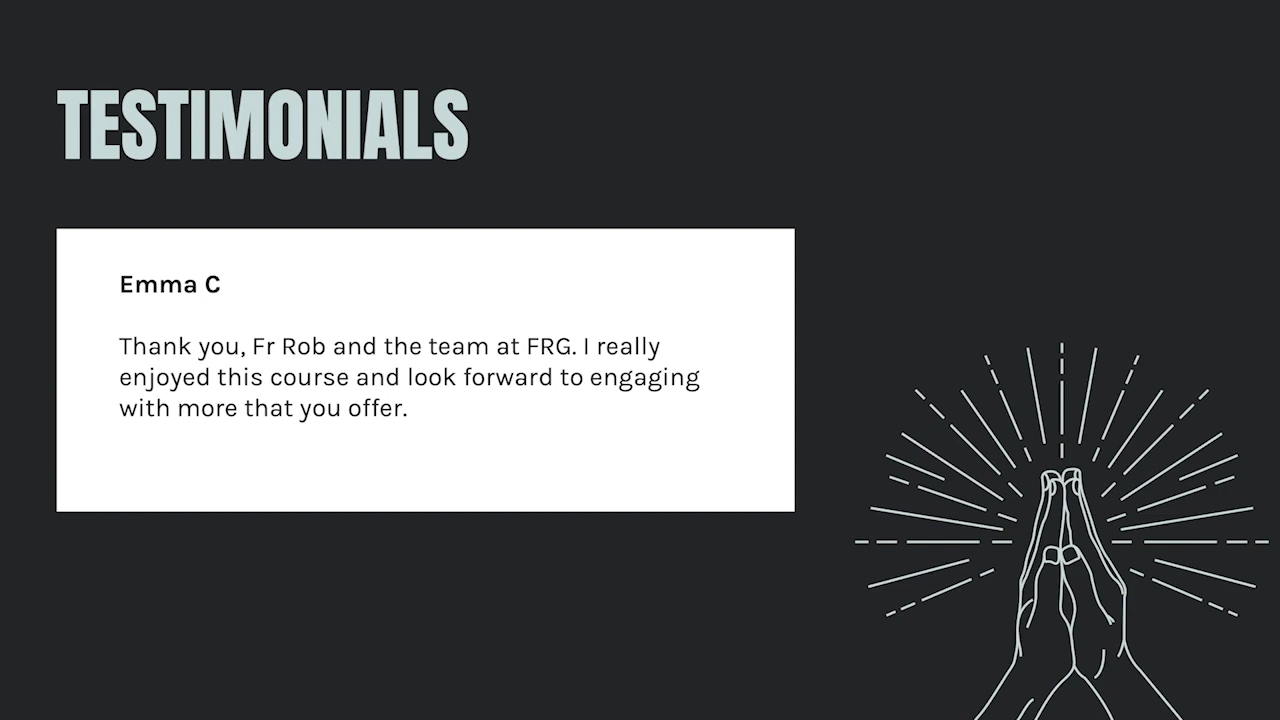 TESTIMONIALS
Emma C
Thank you, Fr Rob and the team at FRG. I really
enjoyed this course and look forward to engaging
with more that you offer.